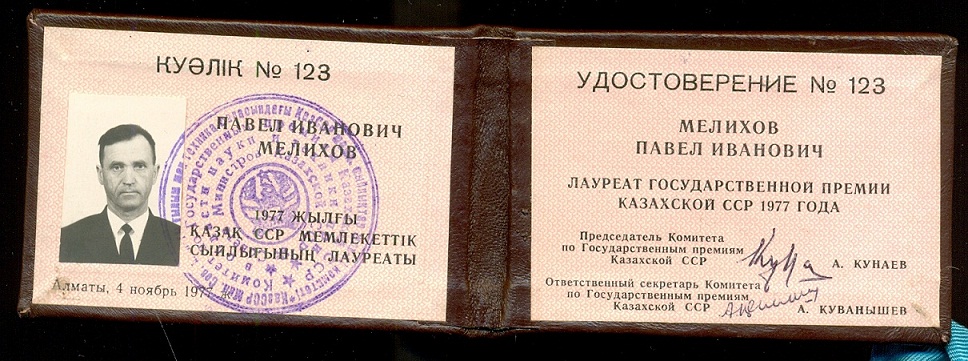 КУӘЛІК № 123
ПАВЕЛ ИВАНОВИЧ
МЕЛИХОВ
1977 ЖЫЛҒЫ
ҚАЗАҚ ССР МЕМЛЕКЕТТІК
СЫЙЛЫҒЫНЫҢ ЛАУРЕАТЫ
Алматы, 4 ноябрь
УДОСТОВЕРЕНИЕ № 123
МЕЛИХОВ
ПАВЕЛ ИВАНОВИЧ
ЛАУРЕАТ ГОСУДАРСТВЕННОЙ ПРЕМИИ
КАЗАХСКОЙ ССР 1977 ГОДА
Председатель Комитета
по Государственным премиям
Казахской ССР
А. КУНАЕВ
Ответственный секретарь Комитета
по Государственным премиям
Казахской ССР
А. КУВАНЫШЕВ